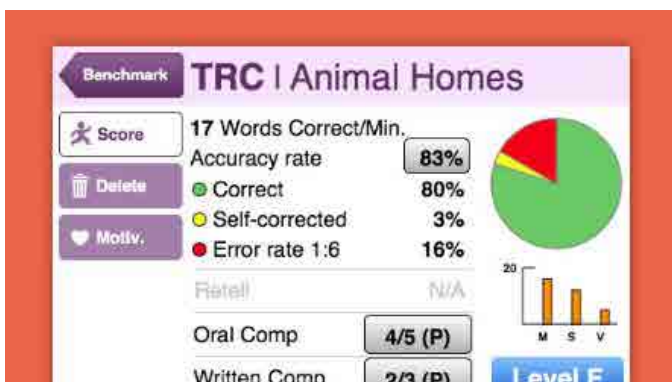 Benchmark
TRC | Animal Homes
Score
17 Words Correct/Min.
Accuracy rate 83%
Delete
Correct 80%
Self-corrected 3%
Motiv.
Error rate 1:6 16%
Retell N/A
20
M S V
Oral Comp 4/5 (P)
Written Comp 2/3 (P)
Level